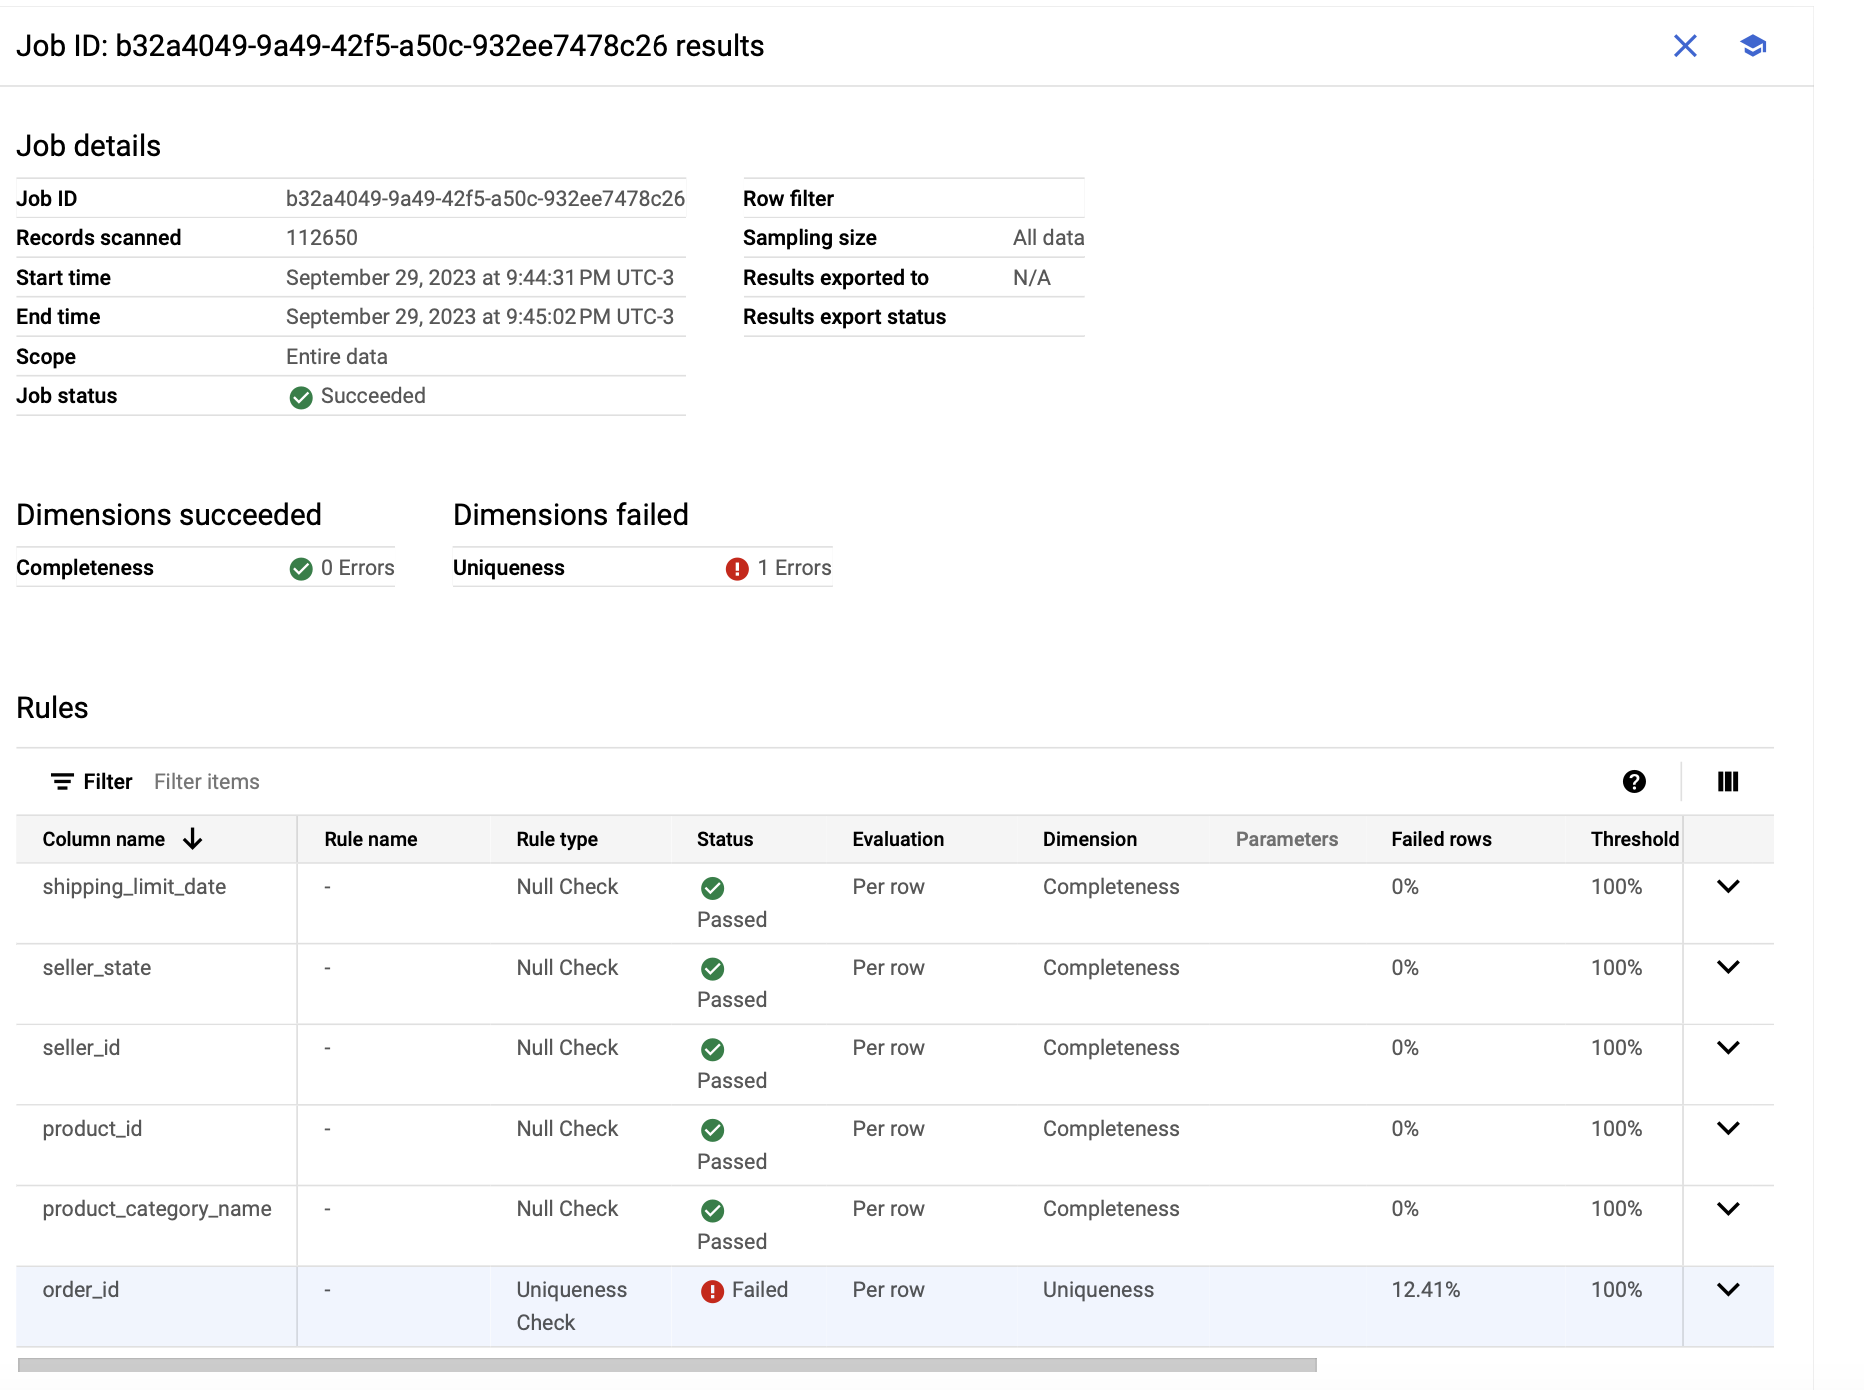 Job ID: b32a4049-9a49-42f5-a50c-932ee7478c26 results
Job details
Job ID b32a4049-9a49-42f5-a50c-932ee7478c26
Records scanned 112650
Start time September 29, 2023 at 9:44:31 PM UTC-3
End time September 29, 2023 at 9:45:02 PM UTC-3
Scope Entire data
Job status Succeeded
Row filter
Sampling size All data
Results exported to N/A
Results export status
Dimensions succeeded
Completeness 0 Errors
Dimensions failed
Uniqueness 1 Errors
Rules
Filter Filter items
Column name Rule name Rule type Status Evaluation Dimension Parameters Failed rows Threshold
shipping_limit_date - Null Check Passed Per row Completeness 0% 100%
seller_state - Null Check Passed Per row Completeness 0% 100%
seller_id - Null Check Passed Per row Completeness 0% 100%
product_id - Null Check Passed Per row Completeness 0% 100%
product_category_name - Null Check Passed Per row Completeness 0% 100%
order_id - Uniqueness Check Failed Per row Uniqueness 12.41% 100%